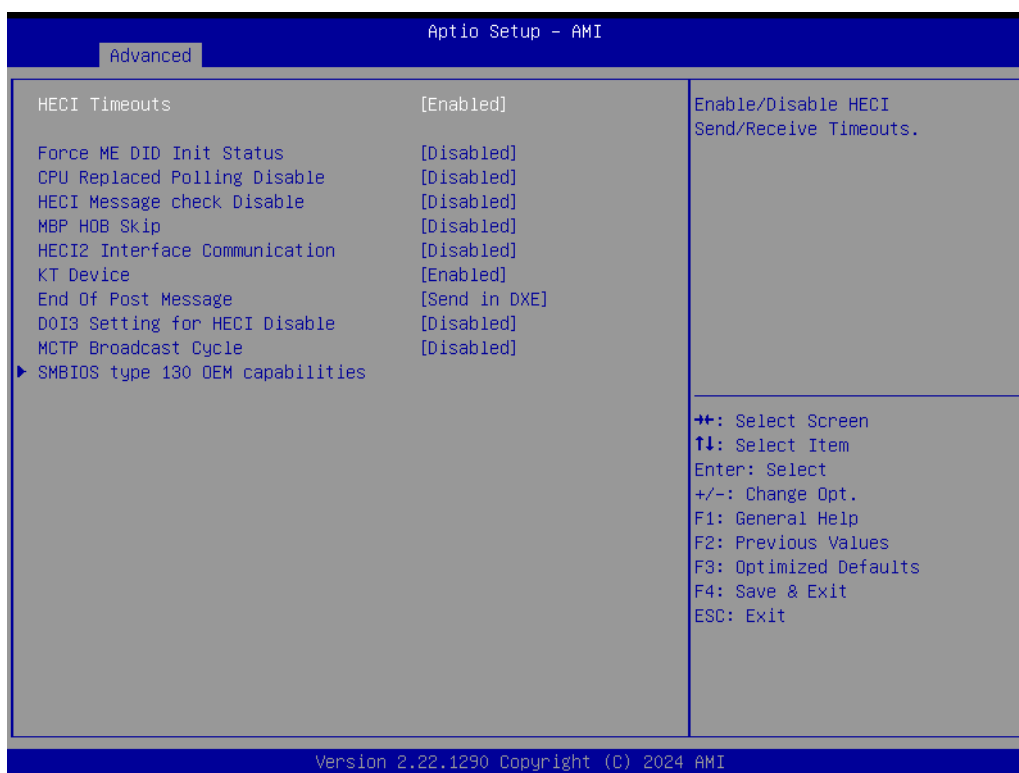 Aptio Setup - AMI
Advanced
HECI Timeouts [Enabled]
Force ME DID Init Status [Disabled]
CPU Replaced Polling Disable [Disabled]
HECI Message check Disable [Disabled]
MBP HOB Skip [Disabled]
HECI2 Interface Communication [Disabled]
KT Device [Enabled]
End Of Post Message [Send in DXE]
D0I3 Setting for HECI Disable [Disabled]
MCTP Broadcast Cycle [Disabled]
SMBIOS type 130 OEM capabilities
Enable/Disable HECI
Send/Receive Timeouts.
→←: Select Screen
↑↓: Select Item
Enter: Select
+/-: Change Opt.
F1: General Help
F2: Previous Values
F3: Optimized Defaults
F4: Save & Exit
ESC: Exit
Version 2.22.1290 Copyright (C) 2024 AMI